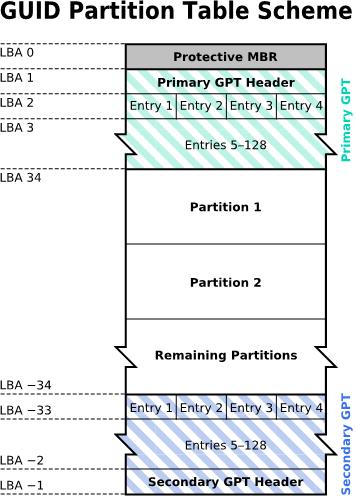 GUID Partition Table Scheme
LBA 0
Protective MBR
LBA 1
Primary GPT Header
LBA 2
Entry 1 Entry 2 Entry 3 Entry 4
LBA 3
Entries 5–128
Primary GPT
LBA 34
Partition 1
Partition 2
Remaining Partitions
LBA −34
LBA −33
Entry 1 Entry 2 Entry 3 Entry 4
Entries 5–128
LBA −2
Secondary GPT Header
LBA −1
Secondary GPT